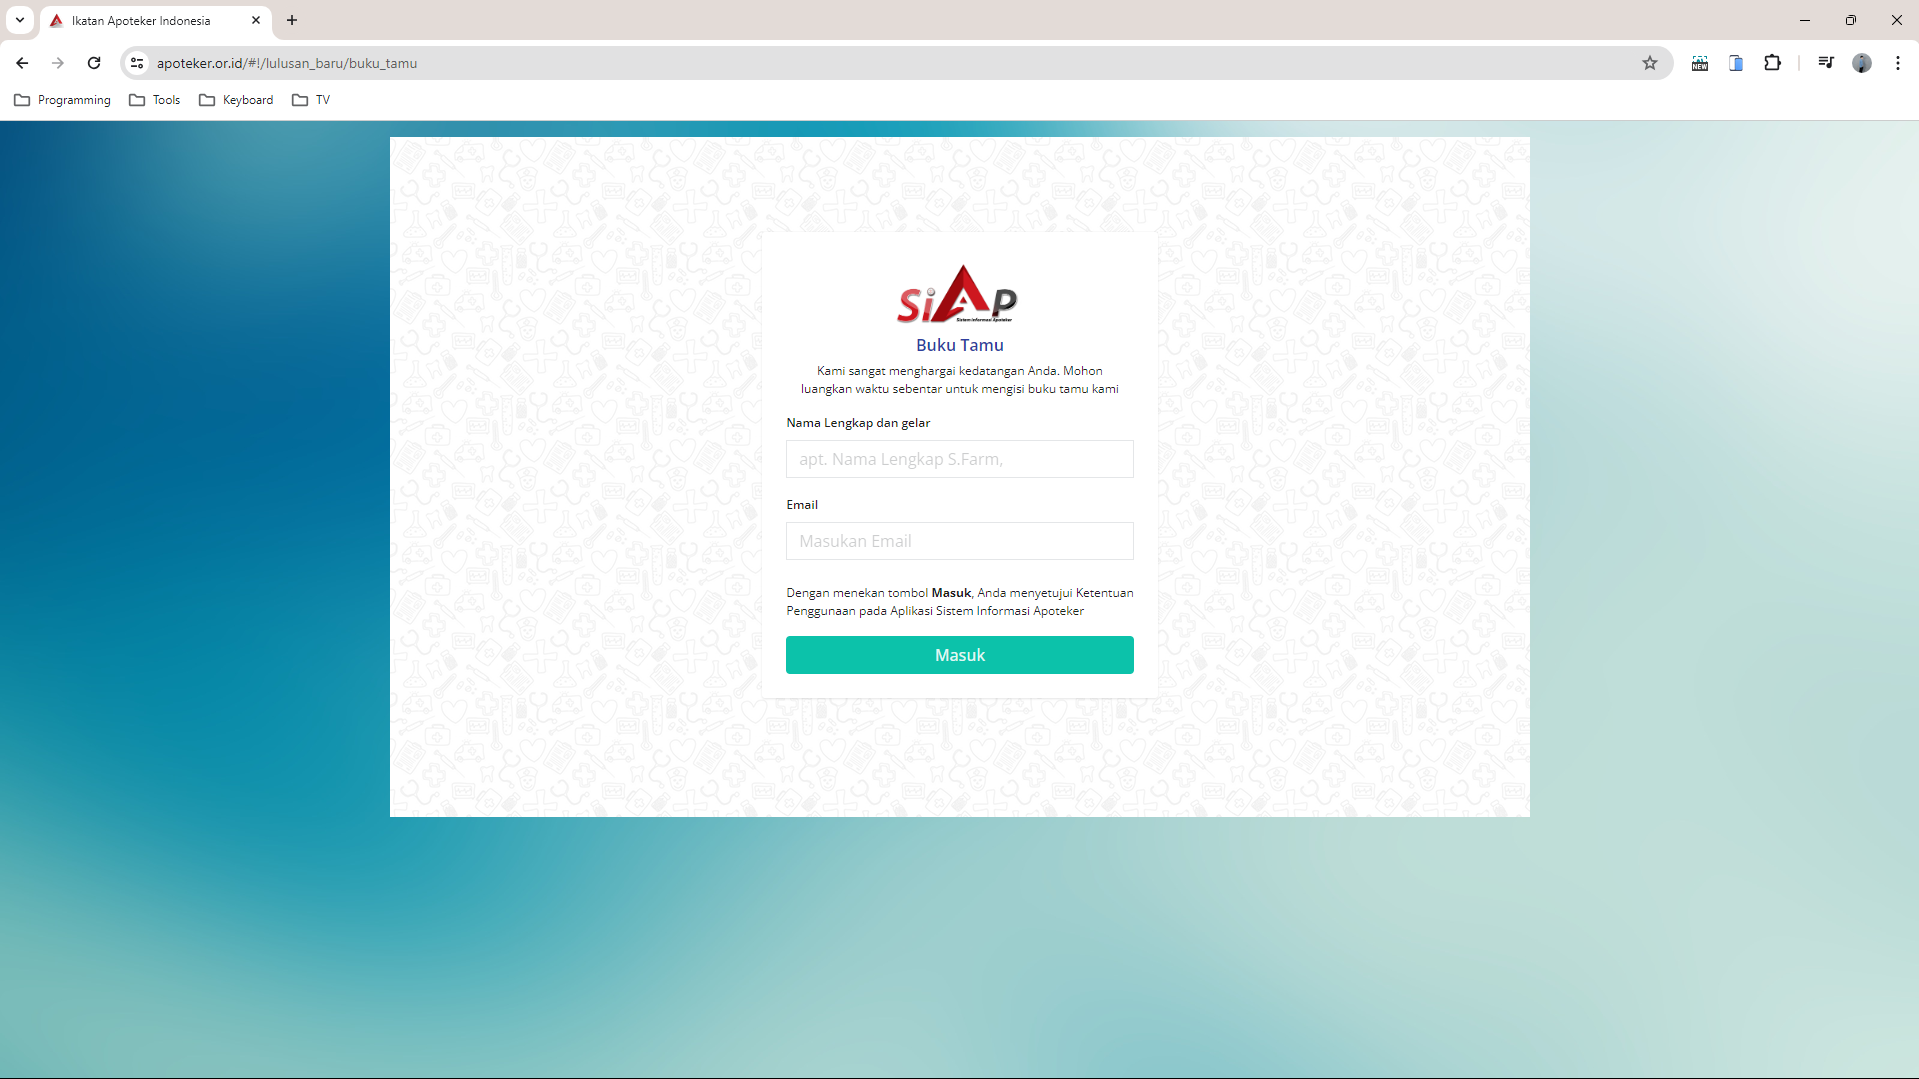 Ikatan Apoteker Indonesia
apoteker.or.id/#!/lulusan_baru/buku_tamu
NEW
Programming
Tools
Keyboard
TV
SiAp
Sistem Informasi Apoteker
Buku Tamu
Kami sangat menghargai kedatangan Anda. Mohon
luangkan waktu sebentar untuk mengisi buku tamu kami
Nama Lengkap dan gelar
apt. Nama Lengkap S.Farm,
Email
Masukan Email
Dengan menekan tombol Masuk, Anda menyetujui Ketentuan
Penggunaan pada Aplikasi Sistem Informasi Apoteker
Masuk